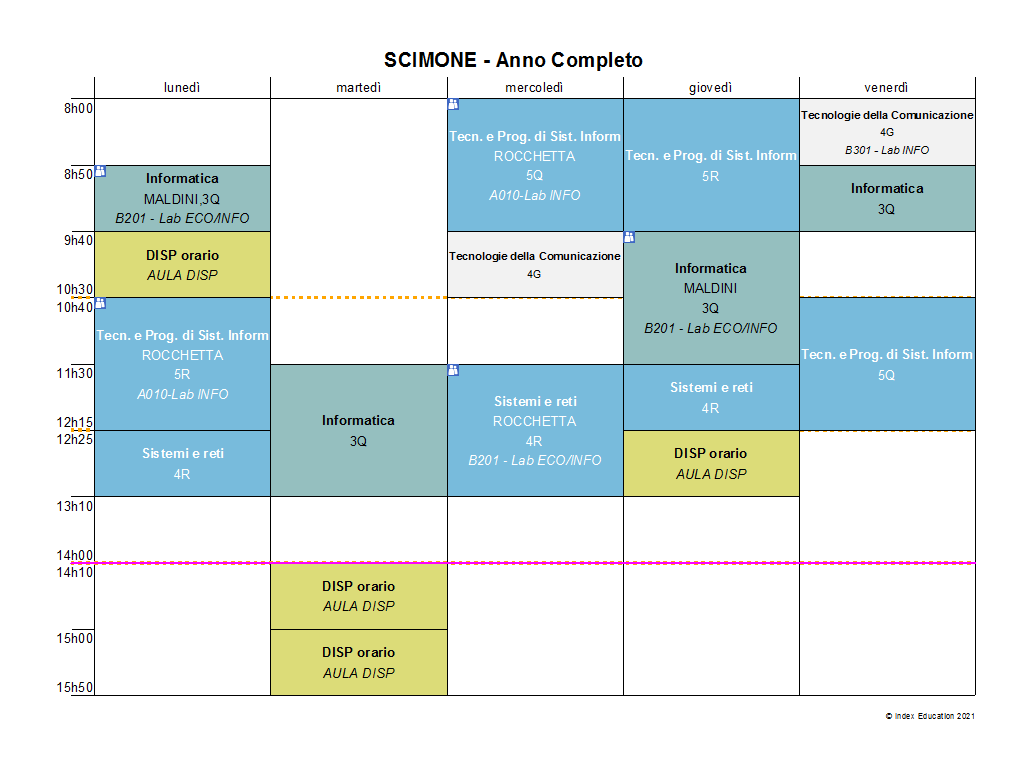 SCIMONE - Anno Completo
lunedì
martedì
mercoledì
giovedì
venerdì
8h00
8h50
9h40
10h30
10h40
11h30
12h15
12h25
13h10
14h00
14h10
15h00
15h50
Informatica
MALDINI,3Q
B201 - Lab ECO/INFO
DISP orario
AULA DISP
Tecn. e Prog. di Sist. Inform
ROCCHETTA
5R
A010-Lab INFO
Sistemi e reti
4R
Informatica
3Q
DISP orario
AULA DISP
DISP orario
AULA DISP
Tecn. e Prog. di Sist. Inform
ROCCHETTA
5Q
A010-Lab INFO
Tecnologie della Comunicazione
4G
Sistemi e reti
ROCCHETTA
4R
B201 - Lab ECO/INFO
Tecn. e Prog. di Sist. Inform
5R
Informatica
MALDINI
3Q
B201 - Lab ECO/INFO
Sistemi e reti
4R
DISP orario
AULA DISP
Tecnologie della Comunicazione
4G
B301 - Lab INFO
Informatica
3Q
Tecn. e Prog. di Sist. Inform
5Q
© Index Education 2021